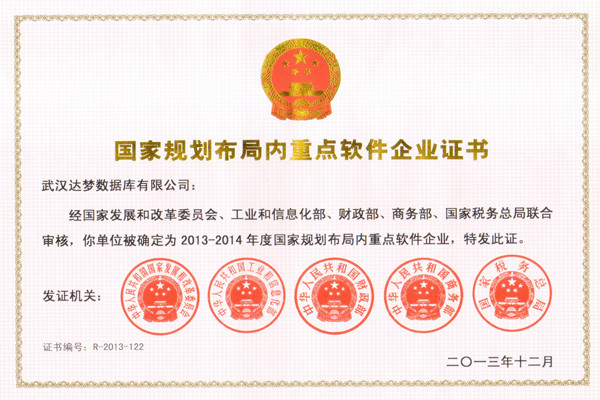 国家规划布局内重点软件企业证书
武汉达梦数据库有限公司：
经国家发展和改革委员会、工业和信息化部、财政部、商务部、国家税务总局联合
审核，你单位被确定为 2013-2014 年度国家规划布局内重点软件企业，特发此证。
发证机关：
中华人民共和国国家发展和改革委员会
中华人民共和国工业和信息化部
中华人民共和国财政部
中华人民共和国商务部
国家税务总局
证书编号：R-2013-122
二〇一三年十二月